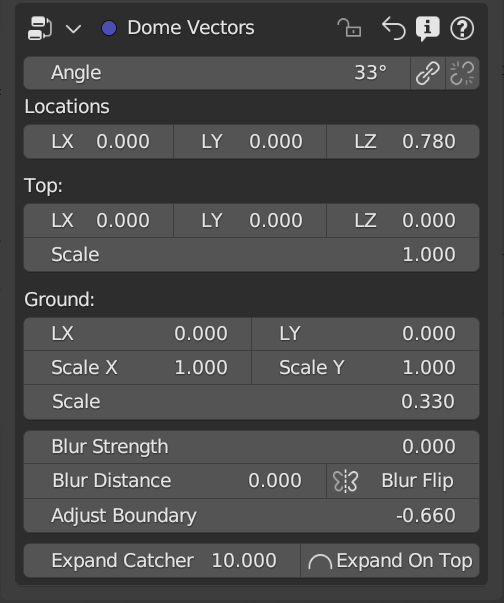 Dome Vectors
Angle 33°
Locations
LX 0.000 LY 0.000 LZ 0.780
Top:
LX 0.000 LY 0.000 LZ 0.000
Scale 1.000
Ground:
LX 0.000 LY 0.000
Scale X 1.000 Scale Y 1.000
Scale 0.330
Blur Strength 0.000
Blur Distance 0.000 Blur Flip
Adjust Boundary -0.660
Expand Catcher 10.000 Expand On Top